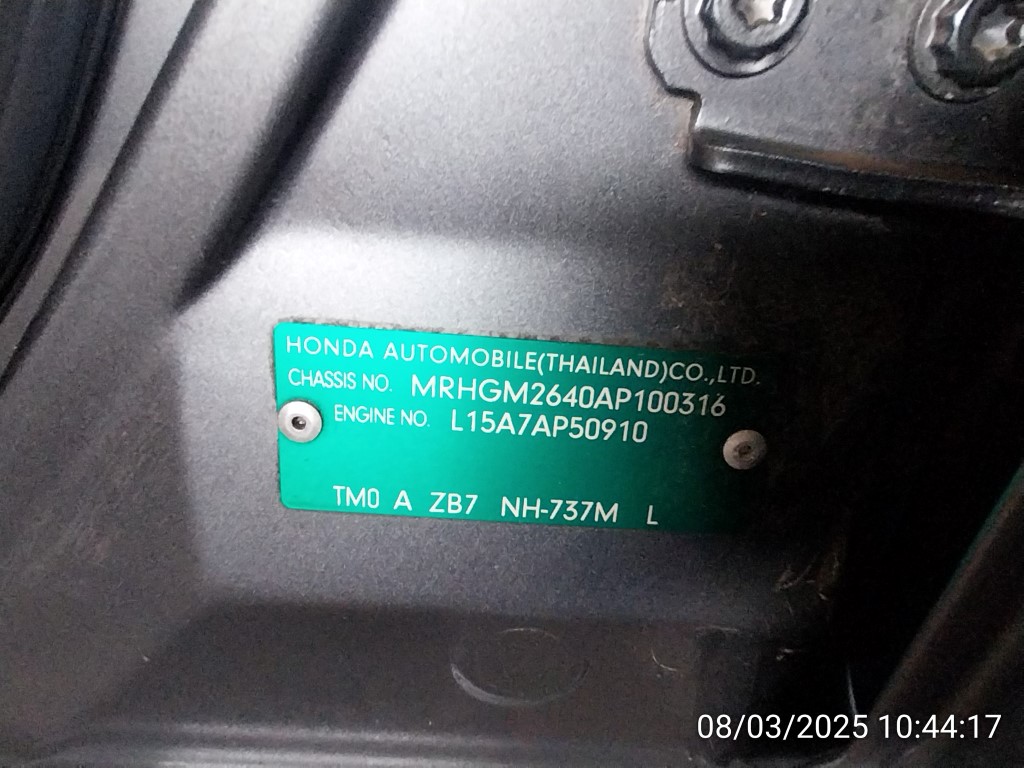 HONDA AUTOMOBILE(THAILAND)CO.,LTD.
CHASSIS NO. MRHGM2640AP100316
ENGINE NO. L15A7AP50910
TM0 A ZB7 NH-737M L
08/03/2025 10:44:17